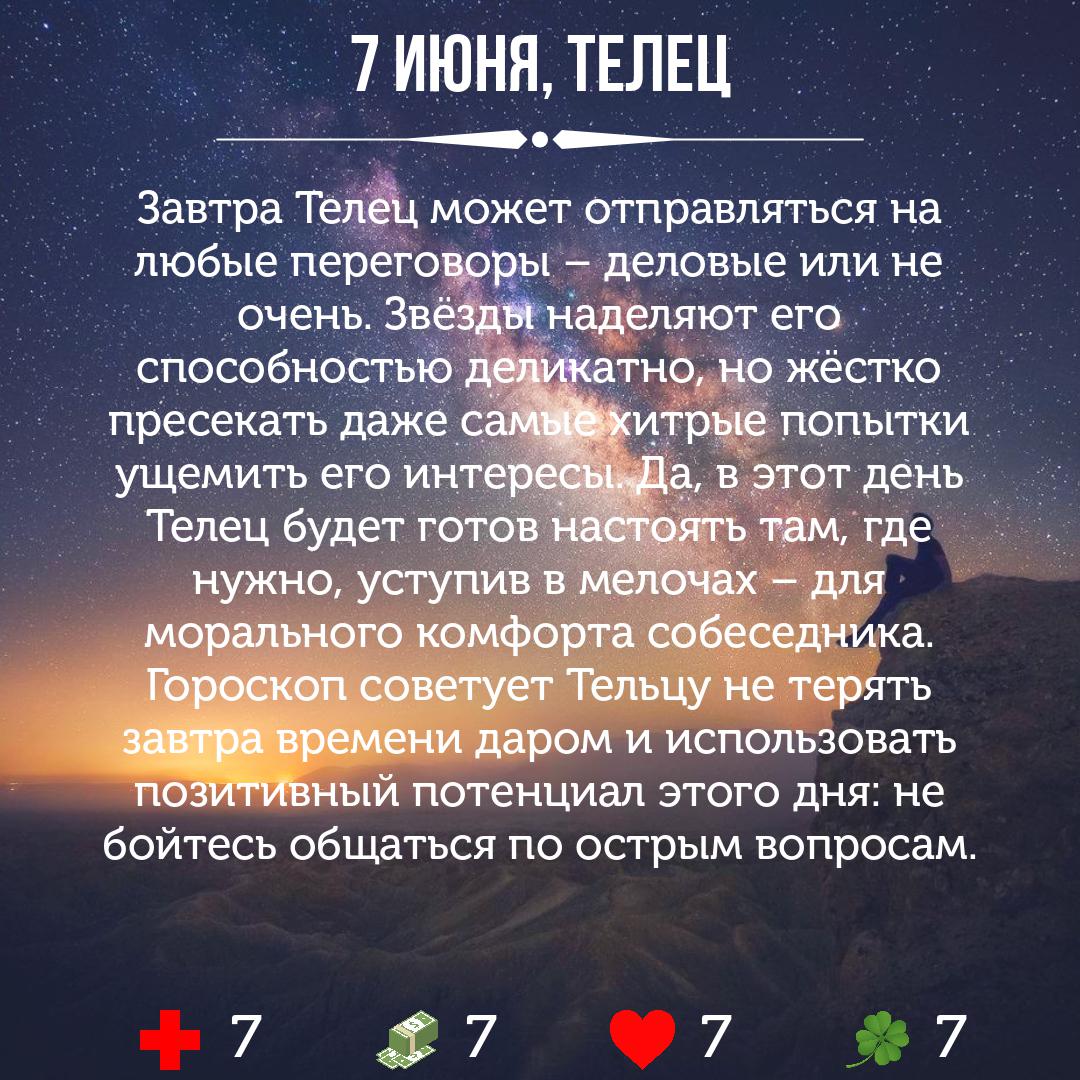 7 ИЮНЯ, ТЕЛЕЦ
Завтра Телец может отправляться на
любые переговоры – деловые или не
очень. Звёзды наделяют его
способностью деликатно, но жёстко
пресекать даже самые хитрые попытки
ущемить его интересы. Да, в этот день
Телец будет готов настоять там, где
нужно, уступив в мелочах – для
морального комфорта собеседника.
Гороскоп советует Тельцу не терять
завтра времени даром и использовать
позитивный потенциал этого дня: не
бойтесь общаться по острым вопросам.
7 7 7 7